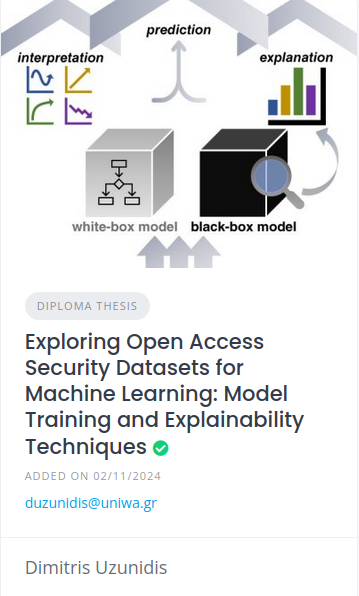 prediction
interpretation
explanation
white-box model
black-box model
DIPLOMA THESIS
Exploring Open Access
Security Datasets for
Machine Learning: Model
Training and Explainability
Techniques
ADDED ON 02/11/2024
duzunidis@uniwa.gr
Dimitris Uzunidis